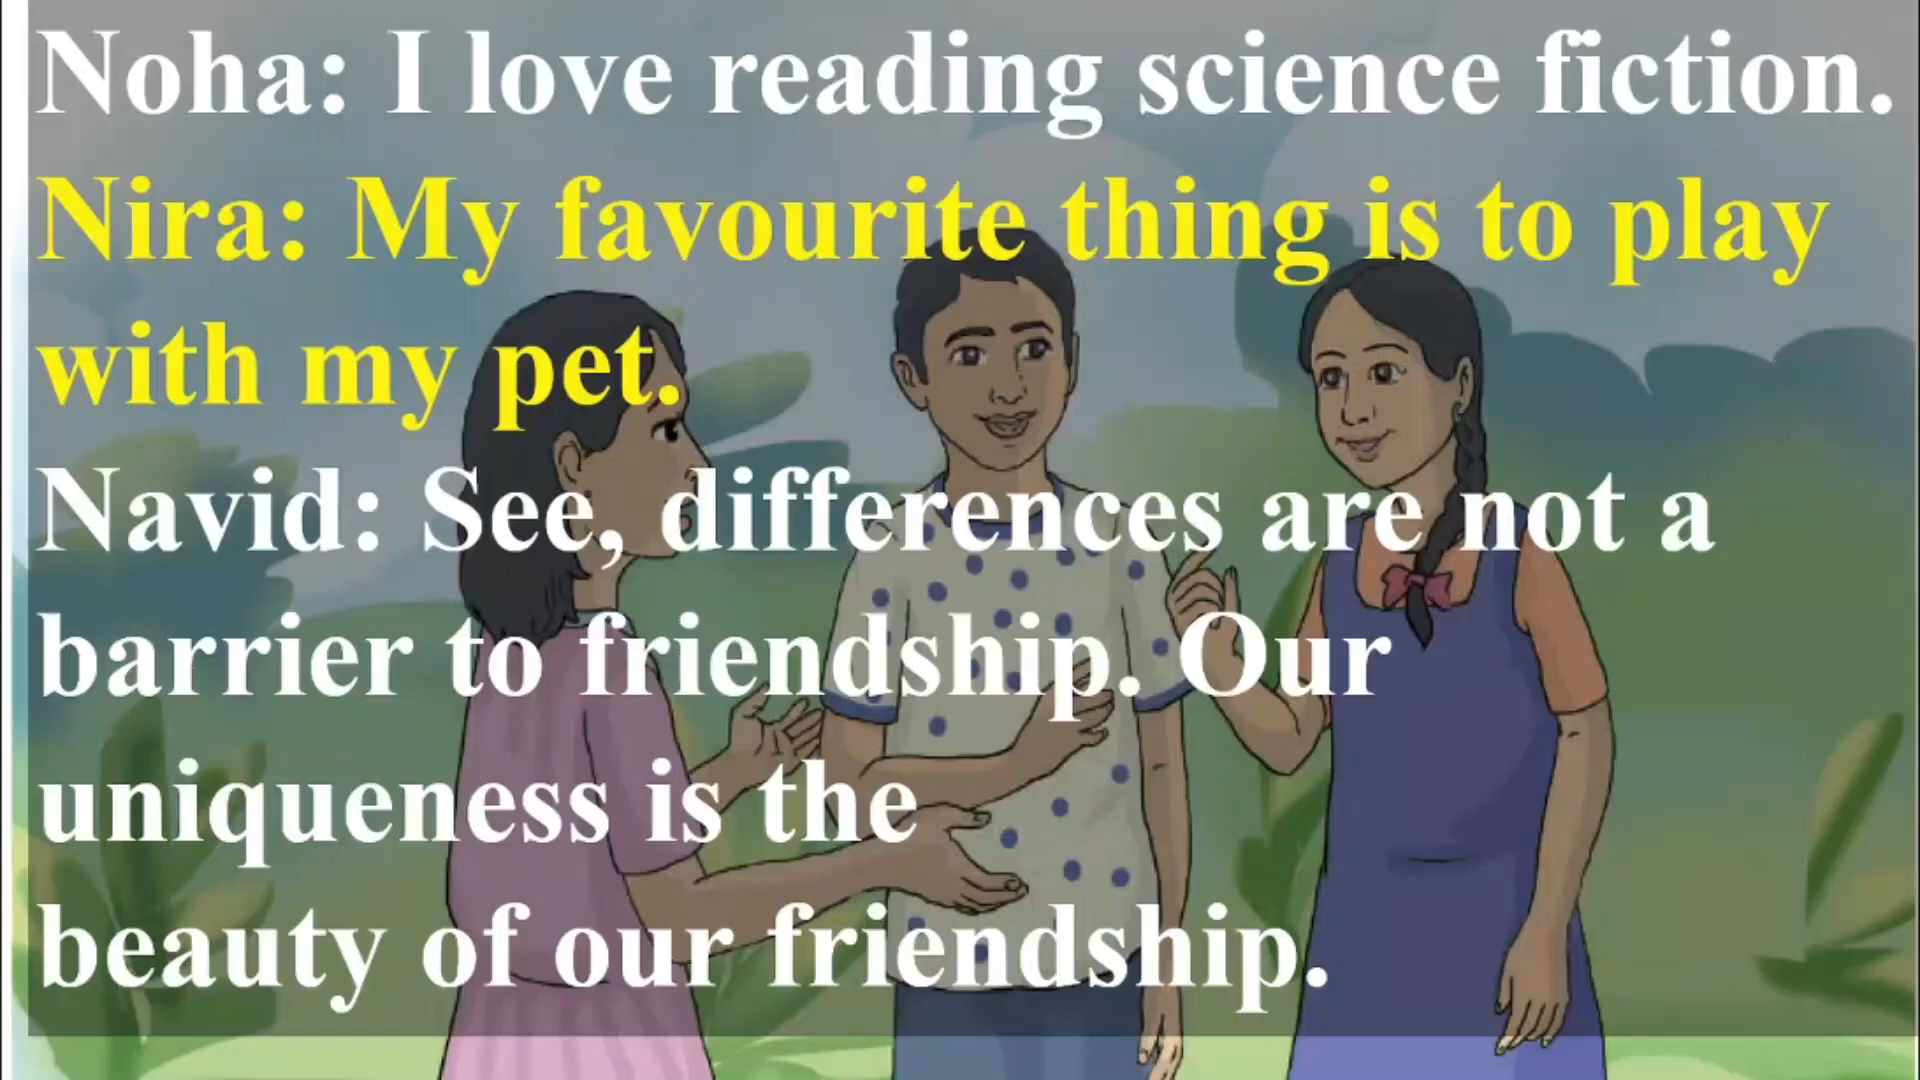 Noha: I love reading science fiction.
Nira: My favourite thing is to play
with my pet.
Navid: See, differences are not a
barrier to friendship. Our
uniqueness is the
beauty of our friendship.